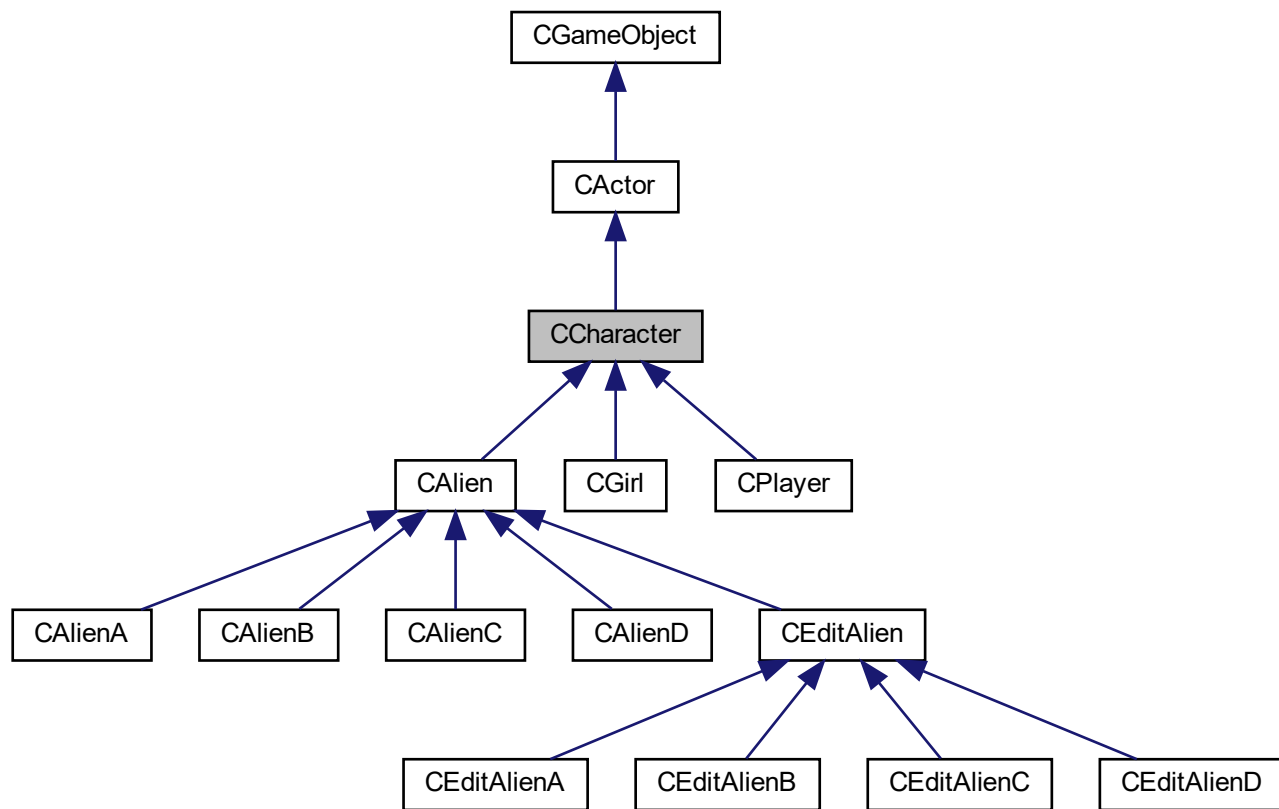 CGameObject
CActor
CCharacter
CAlien
CGirl
CPlayer
CAlienA
CAlienB
CAlienC
CAlienD
CEditAlien
CEditAlienA
CEditAlienB
CEditAlienC
CEditAlienD